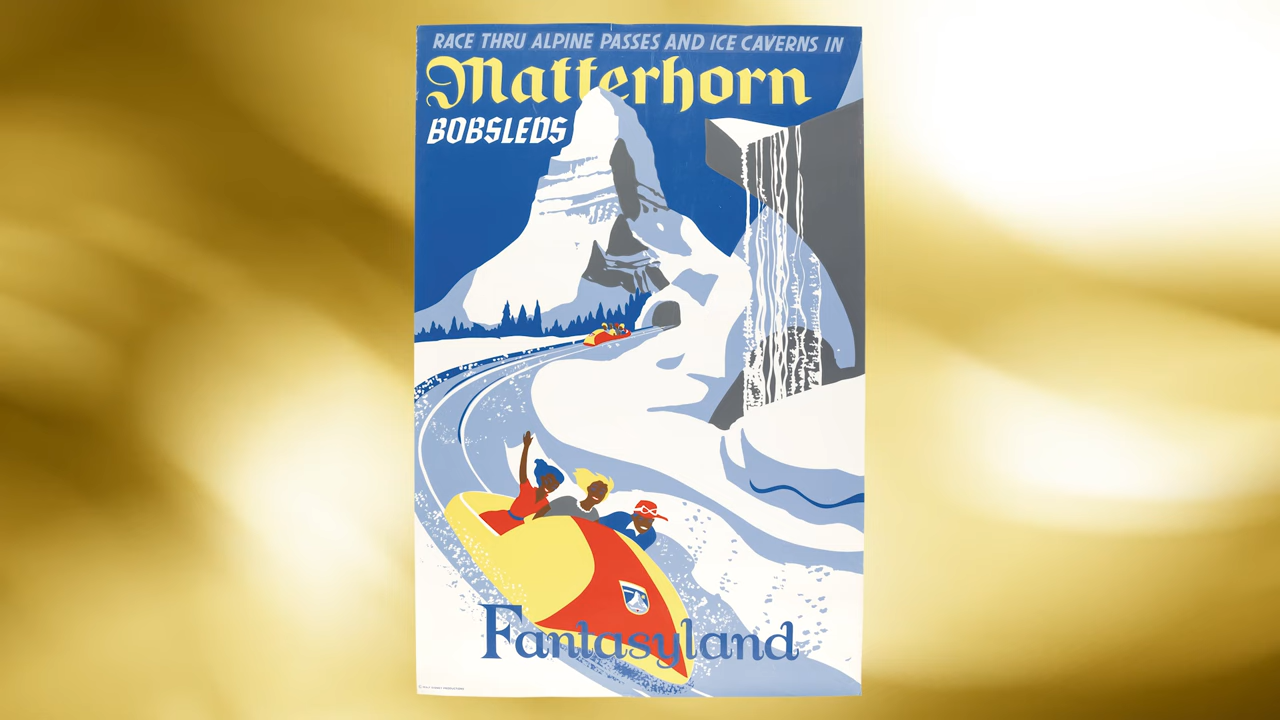 RACE THRU ALPINE PASSES AND ICE CAVERNS IN
Matterhorn
BOBSLEDS
Fantasyland